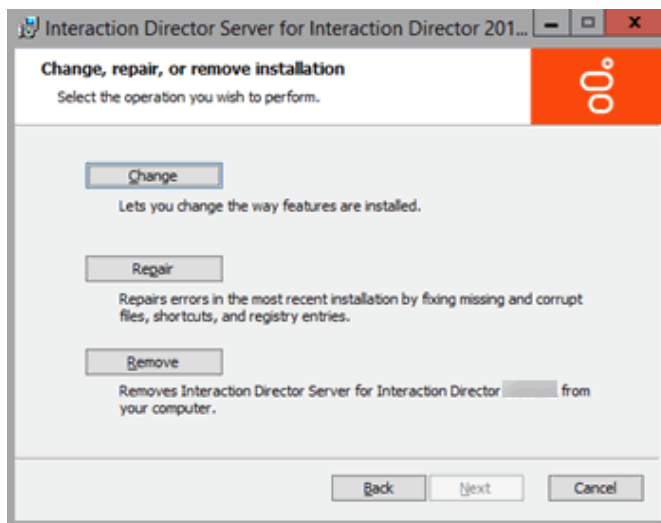 Interaction Director Server for Interaction Director 201...
Change, repair, or remove installation
Select the operation you wish to perform.
Change
Lets you change the way features are installed.
Repair
Repairs errors in the most recent installation by fixing missing and corrupt
files, shortcuts, and registry entries.
Remove
Removes Interaction Director Server for Interaction Director from
your computer.
Back Next Cancel